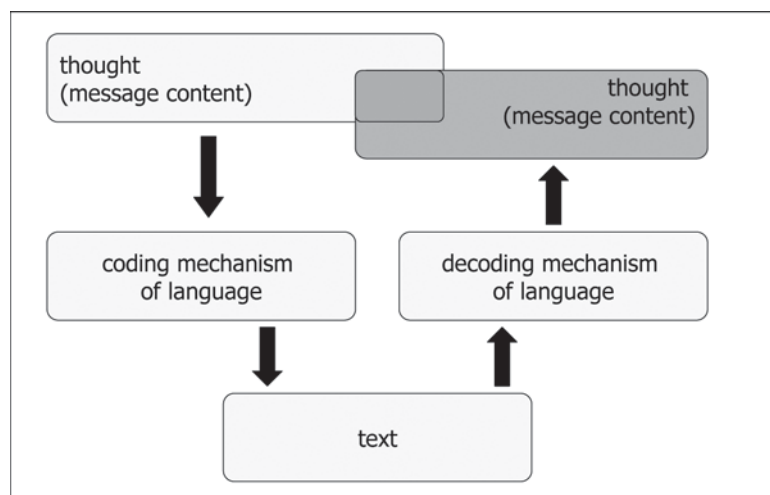 thought
(message content)
thought
(message content)
coding mechanism
of language
decoding mechanism
of language
text